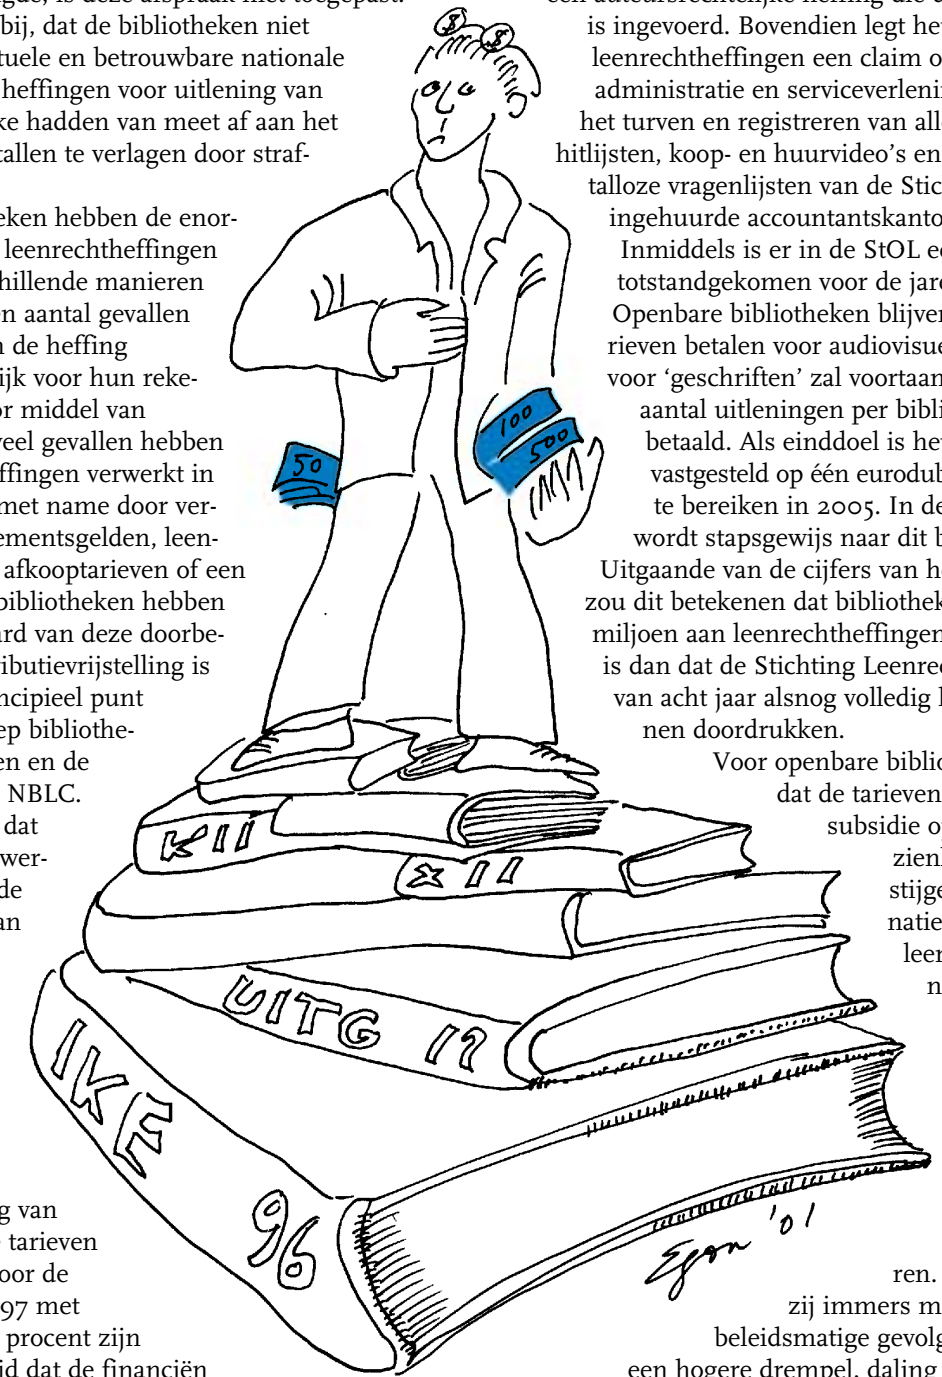 is deze afspraak niet toegepast.
bij, dat de bibliotheken niet
tuele en betrouwbare nationale
heffingen voor uitlening van
ke hadden van meet af aan het
tallen te verlagen door straf-
eken hebben de enor-
leenrechtheffingen
hillende manieren
en aantal gevallen
n de heffing
ijk voor hun reke-
or middel van
veel gevallen hebben
ffingen verwerkt in
met name door ver-
ementsgelden, leen-
afkooptarieven of een
bibliotheken hebben
ard van deze doorbe-
ributievrijstelling is
ncipieel punt
ep bibliothe-
en en de
NBLC.
dat
wer-
de
an
g van
tarieven
oor de
97 met
procent zijn
jd dat de financiën
een auteursrechtelijke heffing die
is ingevoerd. Bovendien legt he
leenrechtheffingen een claim o
administratie en serviceverleni
het turven en registreren van all
hitlijsten, koop- en huurvideo's en
talloze vragenlijsten van de Stic
ingehuurde accountantskanto
Inmiddels is er in de StOL e
totstandgekomen voor de jar
Openbare bibliotheken blijve
rieven betalen voor audiovisue
voor 'geschriften' zal voortaan
aantal uitleningen per bibli
betaald. Als einddoel is he
vastgesteld op één eurodub
te bereiken in 2005. In de
wordt stapsgewijs naar dit b
Uitgaande van de cijfers van h
zou dit betekenen dat bibliothek
miljoen aan leenrechtheffingen
is dan dat de Stichting Leenre
van acht jaar alsnog volledig
nen doordrukken.
Voor openbare biblio
dat de tarieven
subsidie o
zien
stijge
natie
leer
n
ren.
zij immers m
beleidsmatige gevolg
een hogere drempel, daling
$ $
50
100
500
KII
XII
UITG 19
IKE 96
Egon '01